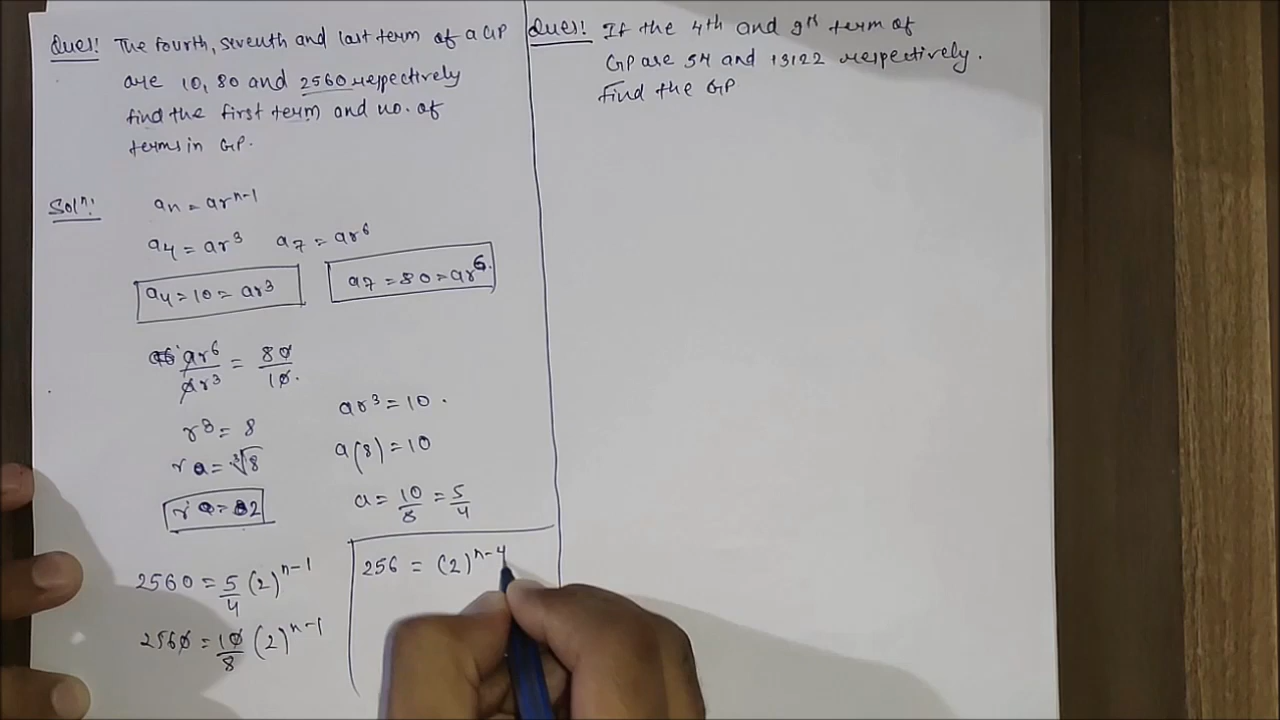 Ques! The fourth, seventh and last term of a GP
are 10, 80 and 2560 respectively
find the first term and no. of
terms in GP.
Solⁿ:
aₙ = arⁿ⁻¹
a₄ = ar³ a₇ = ar⁶
a₄ = 10 = ar³
a₇ = 80 = ar⁶.
ar⁶/ar³ = 80/10.
r³ = 8
r = ³√8
r = 2
ar³ = 10.
a(8) = 10
a = 10/8 = 5/4
2560 = 5/4 (2)ⁿ⁻¹
2560 = 10/8 (2)ⁿ⁻¹
256 = (2)ⁿ⁻⁴
Ques! If the 4th and 9th term of
GP are 54 and 13122 respectively.
Find the GP